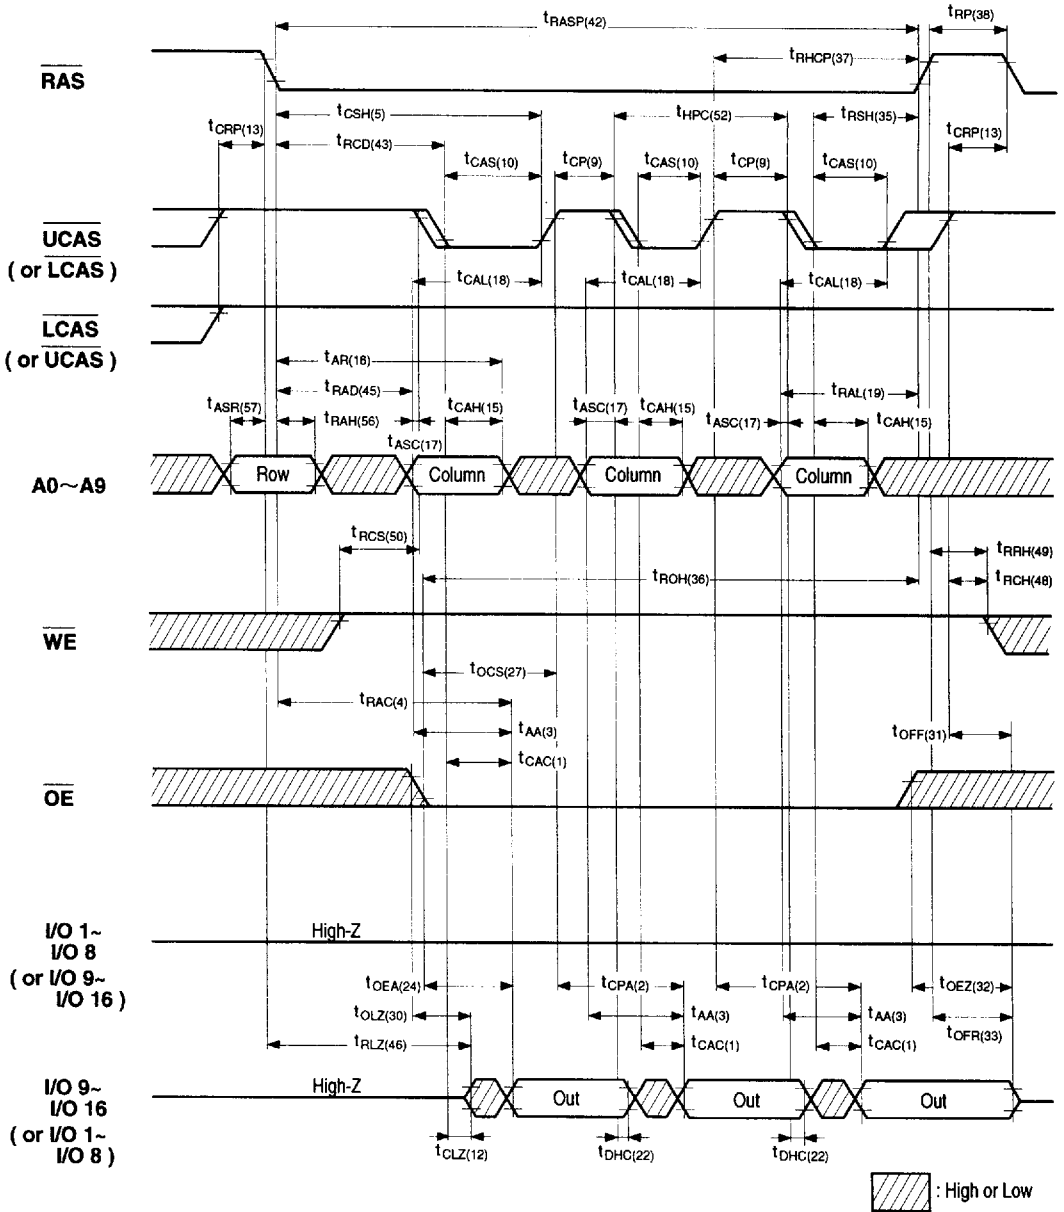 tRASP(42)
tRP(38)
tRHCP(37)
RAS
tCSH(5)
tHPC(52)
tRSH(35)
tCRP(13)
tRCD(43)
tCRP(13)
tCAS(10)
tCP(9)
tCAS(10)
tCP(9)
tCAS(10)
UCAS
( or LCAS )
tCAL(18)
tCAL(18)
tCAL(18)
LCAS
( or UCAS )
tAR(16)
tRAD(45)
tRAL(19)
tASR(57)
tRAH(56)
tCAH(15)
tASC(17)
tCAH(15)
tASC(17)
tCAH(15)
tASC(17)
A0~A9
Row
Column
Column
Column
tRCS(50)
tRRH(49)
tROH(36)
tRCH(48)
WE
tOCS(27)
tRAC(4)
tAA(3)
tOFF(31)
tCAC(1)
OE
I/O 1~
I/O 8
( or I/O 9~
I/O 16 )
High-Z
tOEA(24)
tCPA(2)
tCPA(2)
tOEZ(32)
tOLZ(30)
tAA(3)
tAA(3)
tOFR(33)
tRLZ(46)
tCAC(1)
tCAC(1)
I/O 9~
I/O 16
( or I/O 1~
I/O 8 )
High-Z
Out
Out
Out
tCLZ(12)
tDHC(22)
tDHC(22)
: High or Low